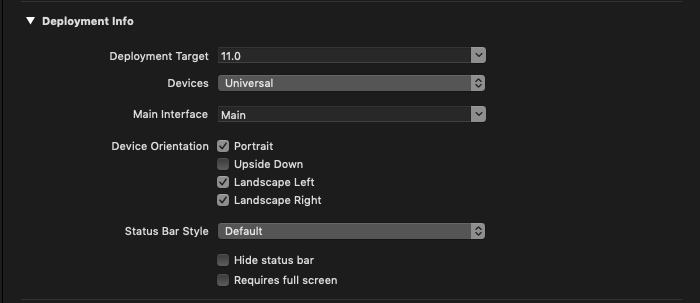 Deployment Info
Deployment Target 11.0
Devices Universal
Main Interface Main
Device Orientation Portrait
Upside Down
Landscape Left
Landscape Right
Status Bar Style Default
Hide status bar
Requires full screen